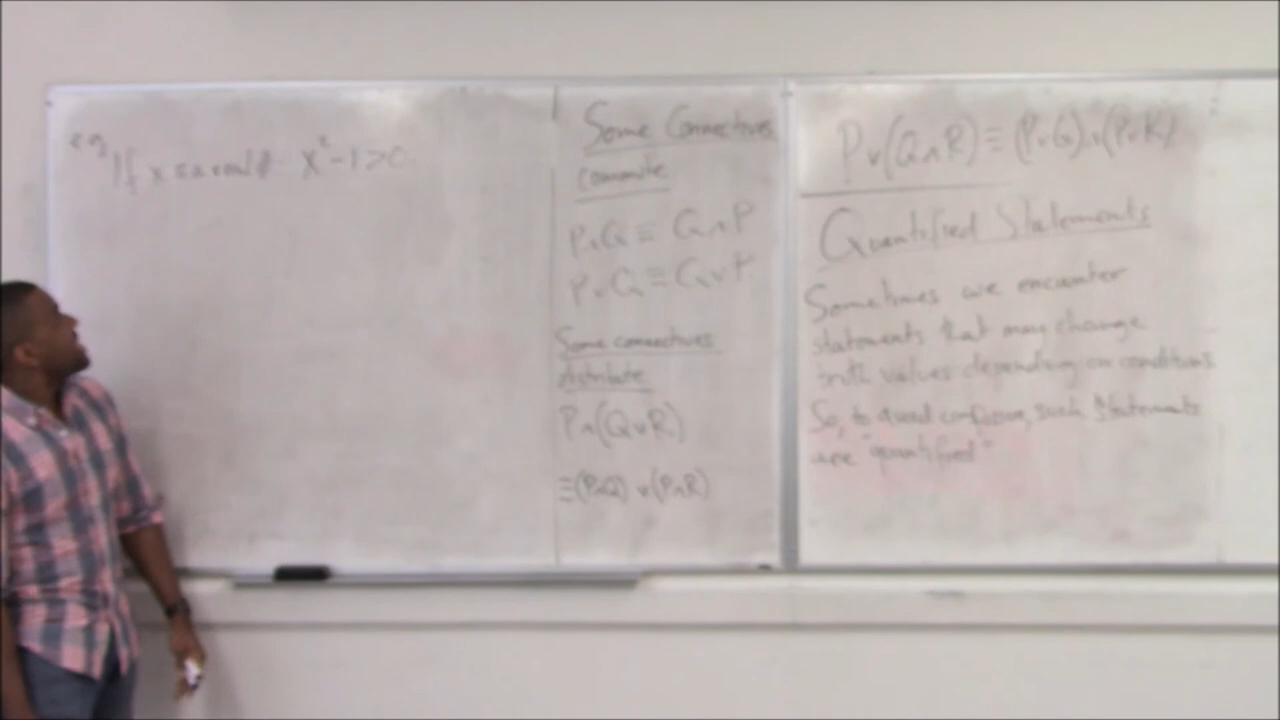 e.g. If x is a real # x²-1>0
Some Connectives
commute
P∧Q ≡ Q∧P
P∨Q ≡ Q∨P
Some connectives
distribute
P∧(Q∨R)
≡(P∧Q) ∨(P∧R)
P∨(Q∧R) ≡ (P∨Q)∧(P∨R)
Quantified Statements
Sometimes we encounter
statements that may change
truth values depending on conditions
So, to avoid confusion, such statements
are "quantified"